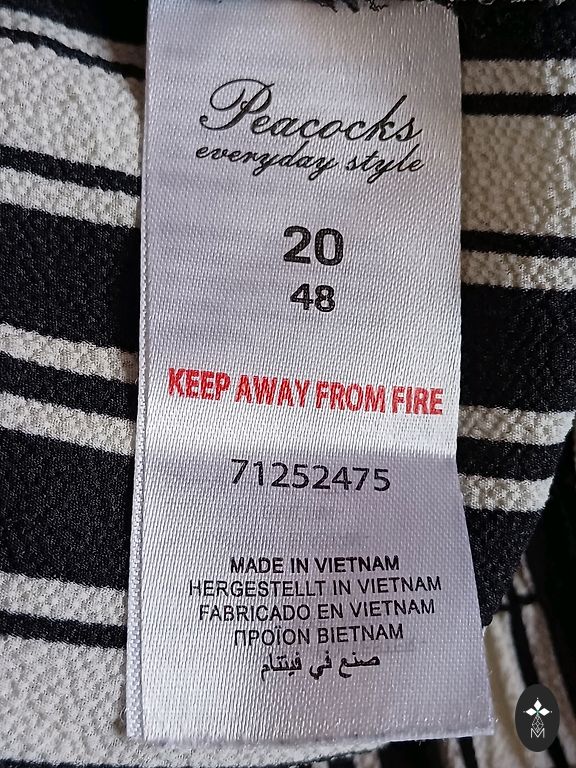 Peacocks
everyday style
20
48
KEEP AWAY FROM FIRE
71252475
MADE IN VIETNAM
HERGESTELLT IN VIETNAM
FABRICADO EN VIETNAM
ΠΡΟΪΟΝ ΒΙΕΤΝΑΜ
صنع في فيتنام